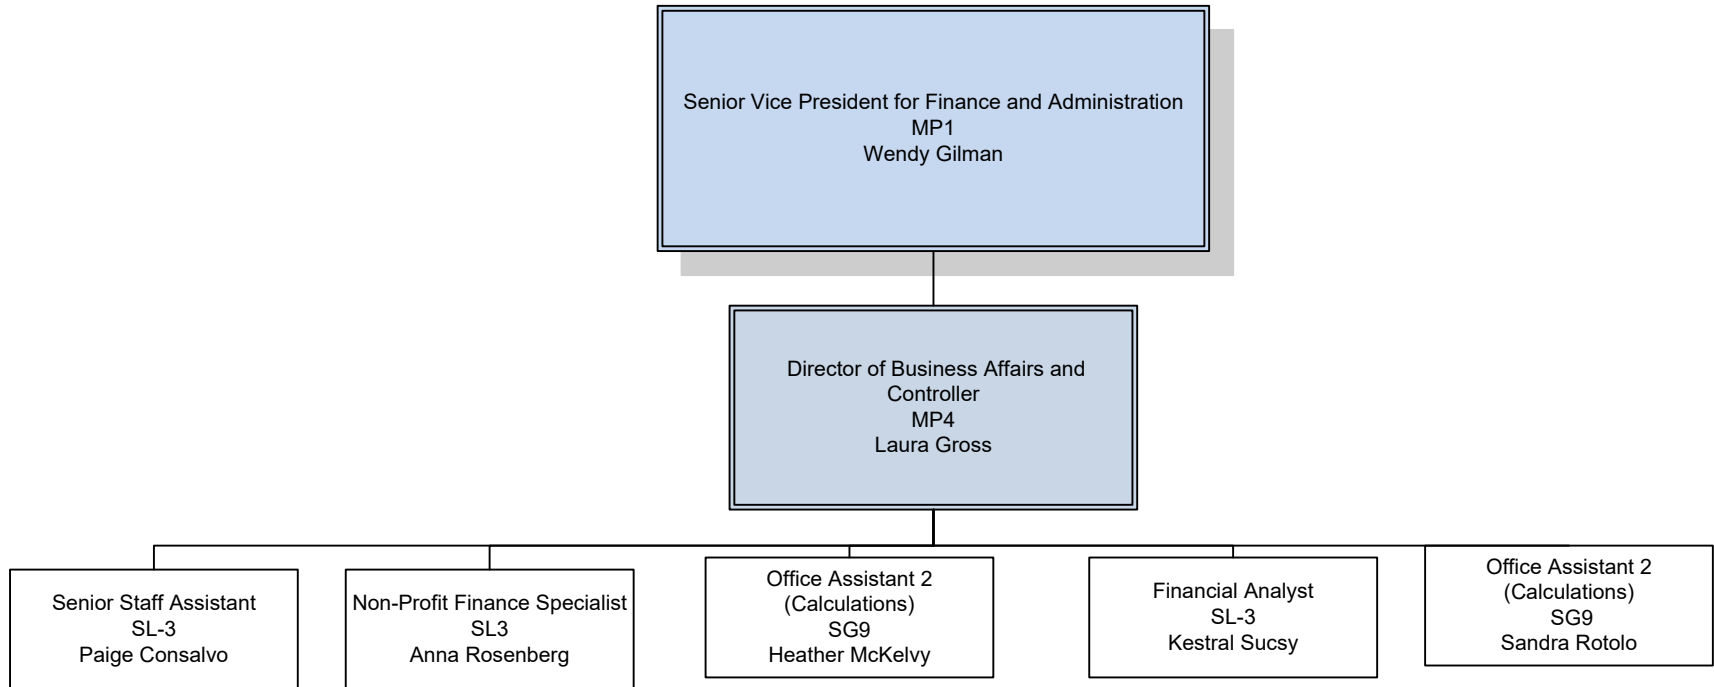 Senior Vice President for Finance and Administration
MP1
Wendy Gilman
Director of Business Affairs and
Controller
MP4
Laura Gross
Senior Staff Assistant
SL-3
Paige Consalvo
Non-Profit Finance Specialist
SL3
Anna Rosenberg
Office Assistant 2
(Calculations)
SG9
Heather McKelvy
Financial Analyst
SL-3
Kestral Sucsy
Office Assistant 2
(Calculations)
SG9
Sandra Rotolo